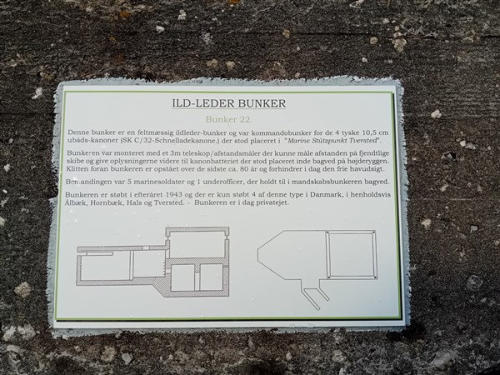 ILD-LEDER BUNKER
Bunker 22.
Denne bunker er en feltmæssig ildleder-bunker og var kommandobunker for de 4 tyske 10,5 cm
ubåds-kanoner (SK C/32-Schnelladekanone.) der stod placeret i "Marine Stützpunkt Tversted".
Bunkeren var monteret med et 3m teleskop/afstandsmåler der kunne måle afstanden på fjendtlige
skibe og give oplysningerne videre til kanonbatteriet der stod placeret inde bagved på højderyggen.
Klitten foran bunkeren er opstået over de sidste ca. 80 år og forhindrer i dag den frie havudsigt.
Bemandingen var 5 marinesoldater og 1 underofficer, der holdt til i mandskabsbunkeren bagved.
Bunkeren er støbt i efteråret 1943 og der er kun støbt 4 af denne type i Danmark, i henholdsvis
Ålbæk, Hornbæk, Hals og Tversted. - Bunkeren er i dag privatejet.